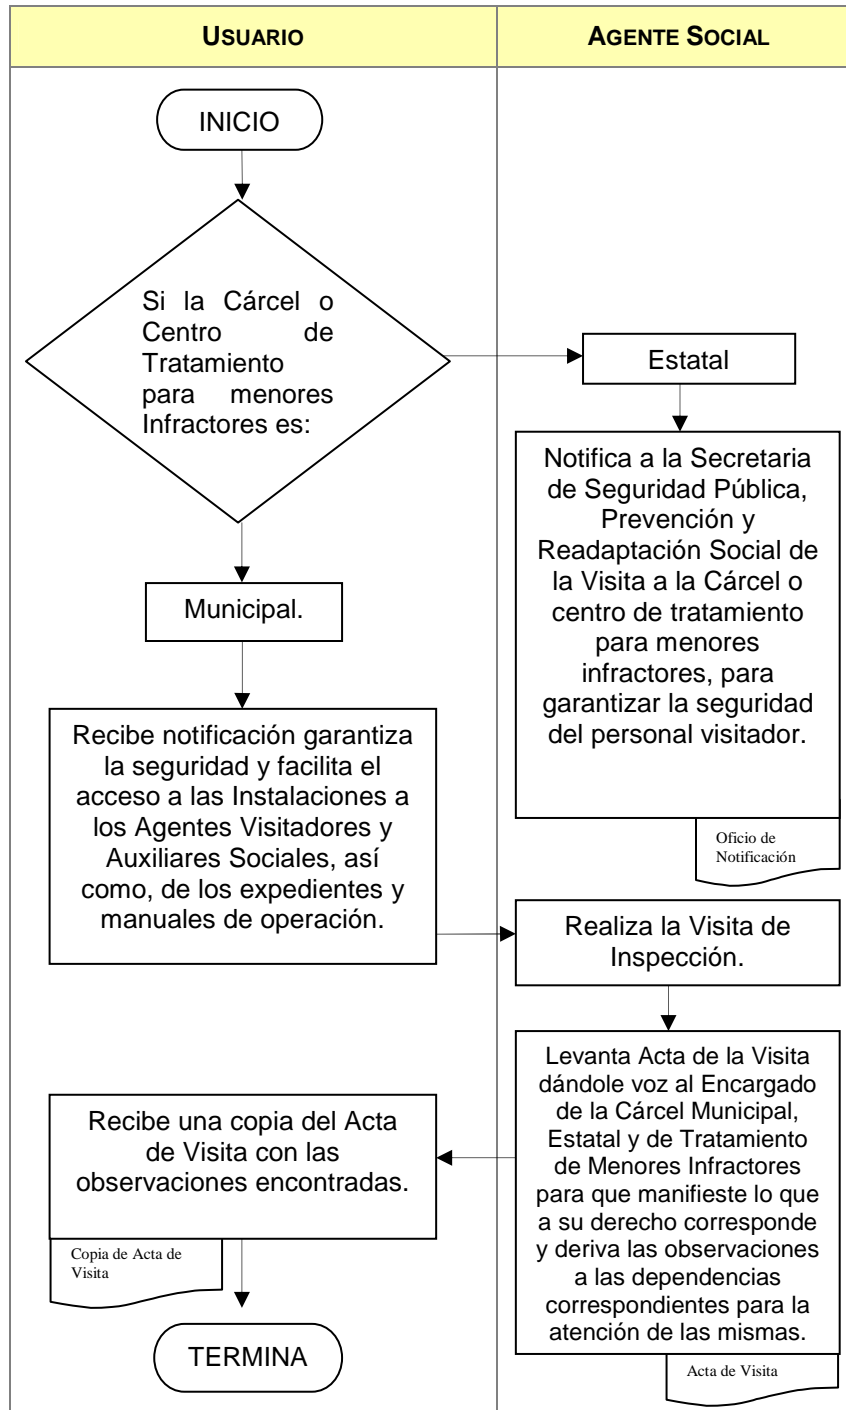 USUARIO
AGENTE SOCIAL
INICIO
Si la Cárcel o
Centro de
Tratamiento
para menores
Infractores es:
Estatal
Notifica a la Secretaria
de Seguridad Pública,
Prevención y
Readaptación Social de
la Visita a la Cárcel o
centro de tratamiento
para menores
infractores, para
garantizar la seguridad
del personal visitador.
Oficio de
Notificación
Municipal.
Recibe notificación garantiza
la seguridad y facilita el
acceso a las Instalaciones a
los Agentes Visitadores y
Auxiliares Sociales, así
como, de los expedientes y
manuales de operación.
Realiza la Visita de
Inspección.
Levanta Acta de la Visita
dándole voz al Encargado
de la Cárcel Municipal,
Estatal y de Tratamiento
de Menores Infractores
para que manifieste lo que
a su derecho corresponde
y deriva las observaciones
a las dependencias
correspondientes para la
atención de las mismas.
Acta de Visita
Recibe una copia del Acta
de Visita con las
observaciones encontradas.
Copia de Acta de
Visita
TERMINA